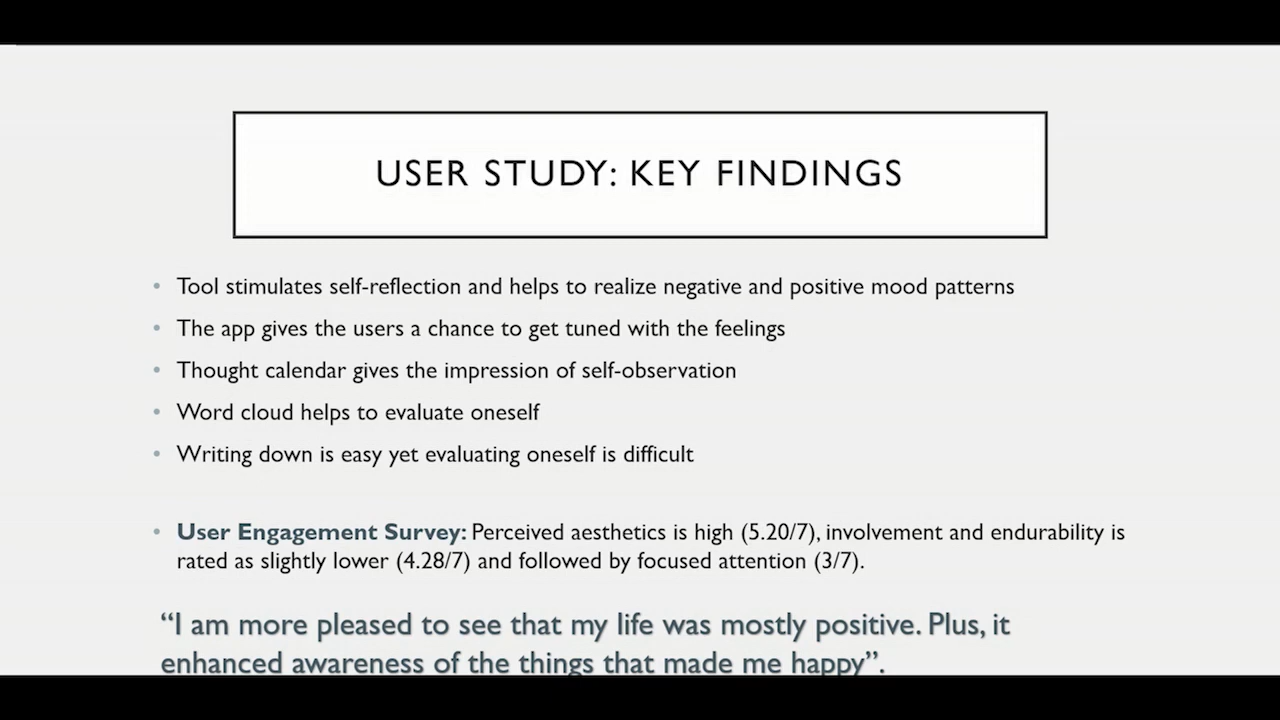 USER STUDY: KEY FINDINGS
• Tool stimulates self-reflection and helps to realize negative and positive mood patterns
• The app gives the users a chance to get tuned with the feelings
• Thought calendar gives the impression of self-observation
• Word cloud helps to evaluate oneself
• Writing down is easy yet evaluating oneself is difficult
• User Engagement Survey: Perceived aesthetics is high (5.20/7), involvement and endurability is
rated as slightly lower (4.28/7) and followed by focused attention (3/7).
“I am more pleased to see that my life was mostly positive. Plus, it
enhanced awareness of the things that made me happy”.